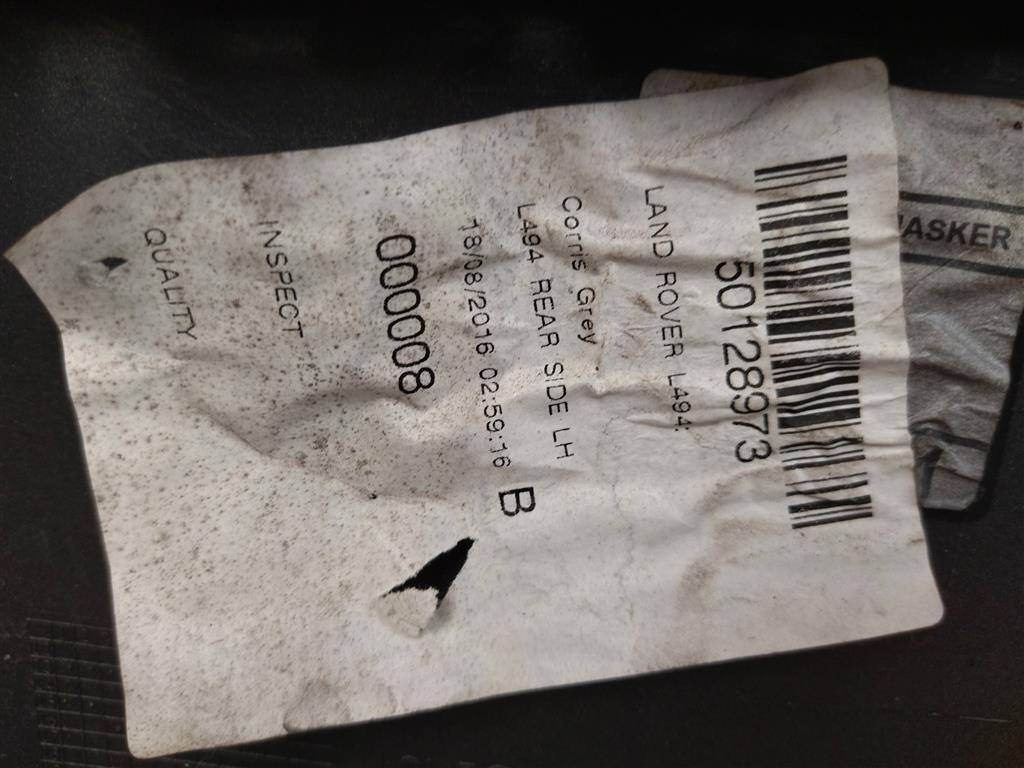 50128973
LAND ROVER L494:
Corris Grey
L494 REAR SIDE LH
18/08/2016 02:59:16 B
000008
INSPECT
QUALITY